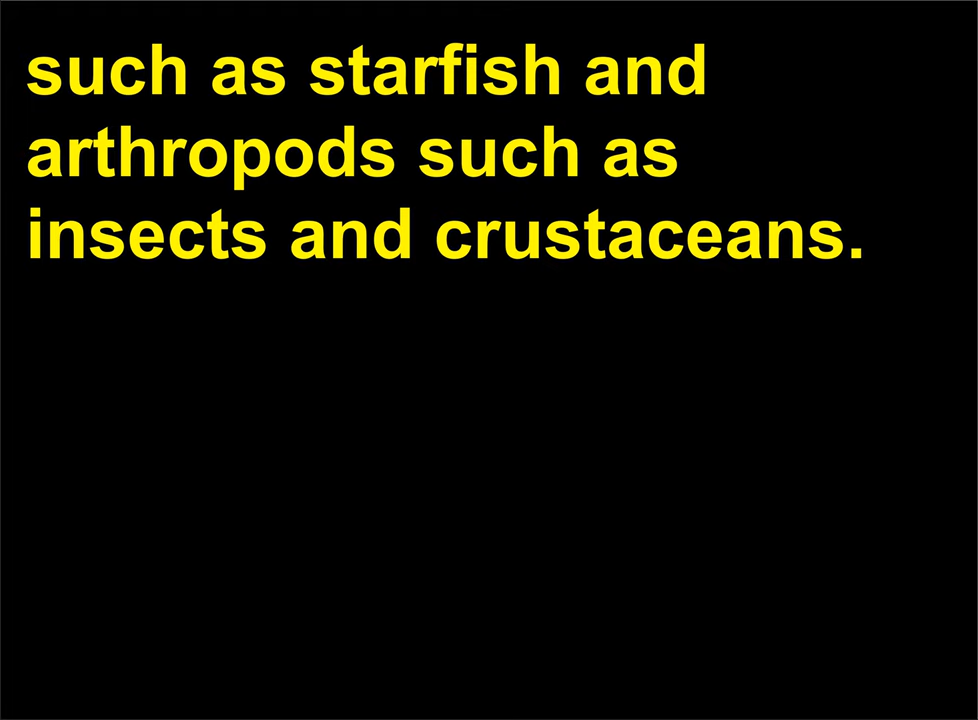 such as starfish and
arthropods such as
insects and crustaceans.